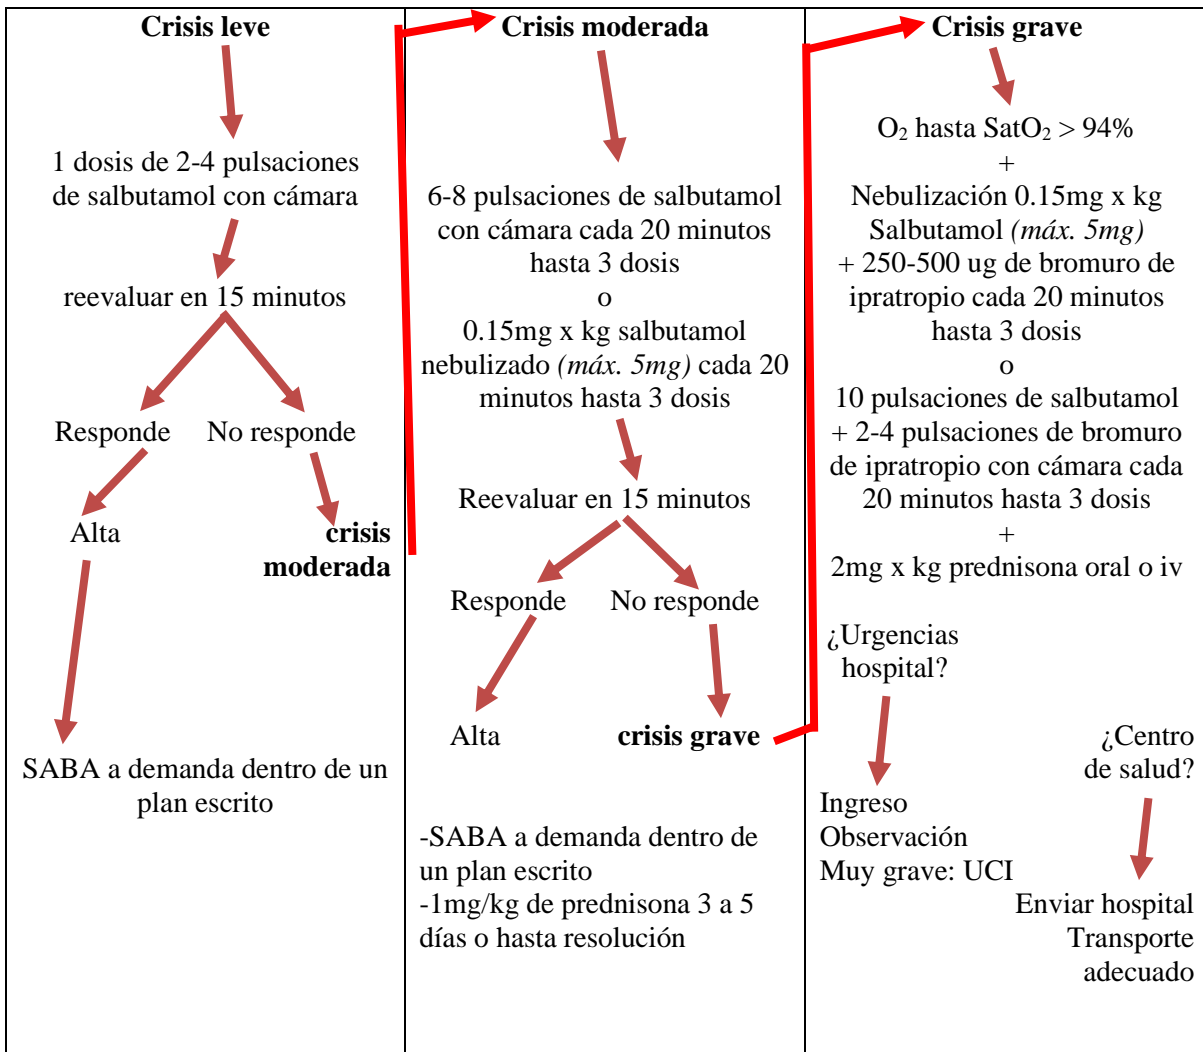 Crisis leve
1 dosis de 2-4 pulsaciones
de salbutamol con cámara
reevaluar en 15 minutos
Responde
No responde
Alta
crisis
moderada
SABA a demanda dentro de un
plan escrito
Crisis moderada
6-8 pulsaciones de salbutamol
con cámara cada 20 minutos
hasta 3 dosis
o
0.15mg x kg salbutamol
nebulizado (máx. 5mg) cada 20
minutos hasta 3 dosis
Reevaluar en 15 minutos
Responde
No responde
Alta
crisis grave
-SABA a demanda dentro de
un plan escrito
-1mg/kg de prednisona 3 a 5
días o hasta resolución
Crisis grave
O2 hasta SatO2 > 94%
+
Nebulización 0.15mg x kg
Salbutamol (máx. 5mg)
+ 250-500 ug de bromuro de
ipratropio cada 20 minutos
hasta 3 dosis
o
10 pulsaciones de salbutamol
+ 2-4 pulsaciones de bromuro
de ipratropio con cámara cada
20 minutos hasta 3 dosis
+
2mg x kg prednisona oral o iv
¿Urgencias
hospital?
Ingreso
Observación
Muy grave: UCI
¿Centro
de salud?
Enviar hospital
Transporte
adecuado